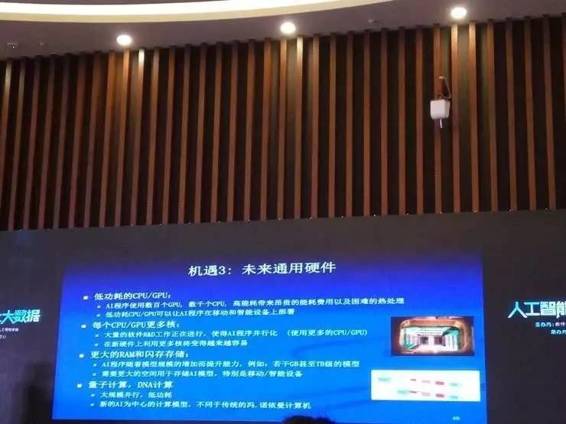 机遇3: 未来通用硬件
低功耗的CPU/GPU:
AI程序使用数百个GPU, 数千个CPU, 高能耗带来昂贵的能耗费用以及困难的热处理
低功耗CPU/GPU可以让AI程序在移动和智能设备上部署
每个CPU/GPU更多核:
大量的软件R&D工作正在进行, 使得AI程序并行化 (使用更多的CPU/GPU)
在新硬件上利用更多核将变得越来越容易
更大的RAM和闪存存储:
AI程序随着模型规模的增加而提升能力, 例如: 若干GB甚至TB级的模型
需要更大的空间用于存储AI模型, 特别是移动/智能设备
量子计算, DNA计算
大规模并行, 低功耗
新的AI为中心的计算模型, 不同于传统的冯.诺依曼计算机
大数据
人工智能